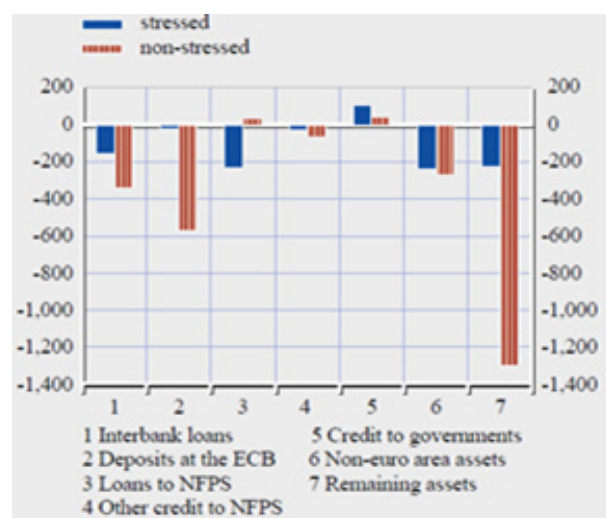 stressed
non-stressed
200 200
0 0
-200 -200
-400 -400
-600 -600
-800 -800
-1,000 -1,000
-1,200 -1,200
-1,400 -1,400
1 2 3 4 5 6 7
1 Interbank loans 5 Credit to governments
2 Deposits at the ECB 6 Non-euro area assets
3 Loans to NFPS 7 Remaining assets
4 Other credit to NFPS